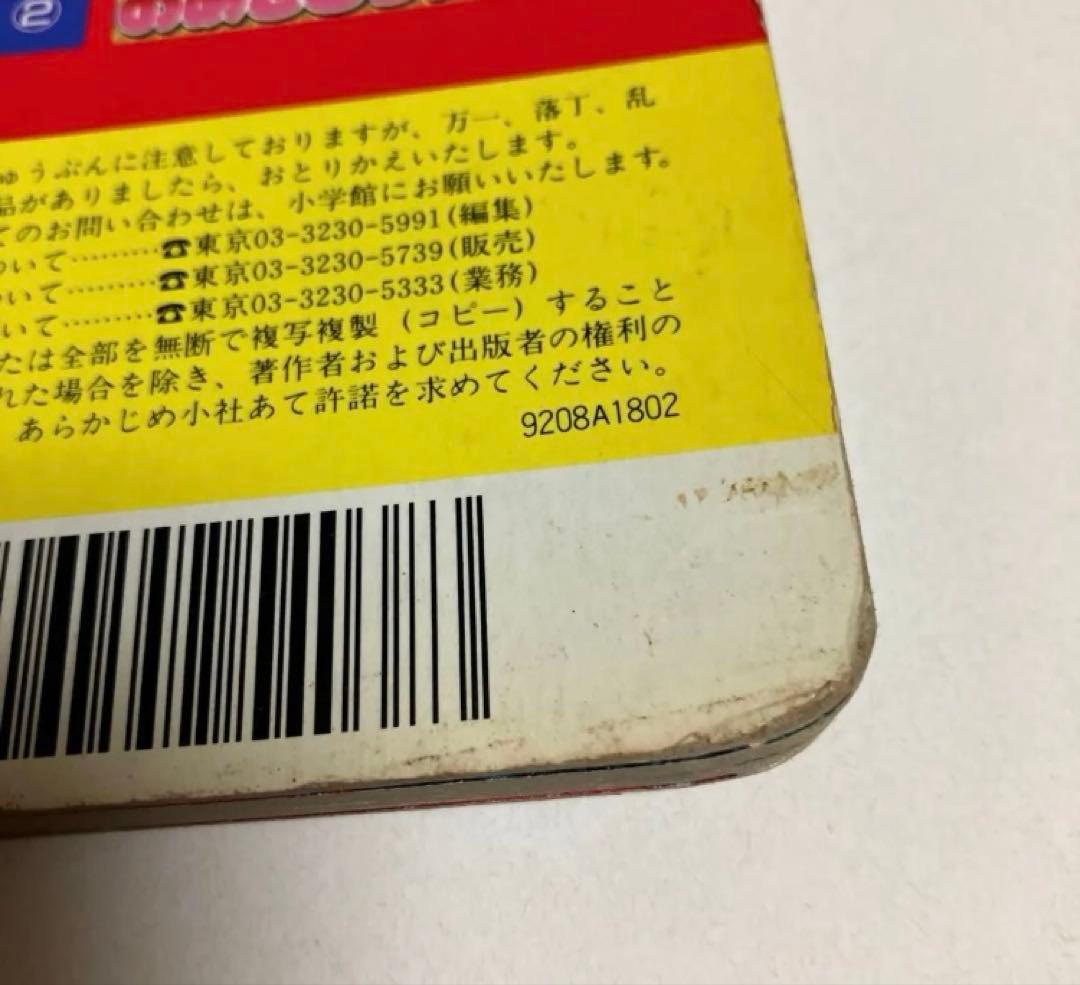 ②
ゅうぶんに注意しておりますが、万一、落丁、乱
品がありましたら、おとりかえいたします。
てのお問い合わせは、小学館にお願いいたします。
ついて………☎東京03-3230-5991(編集)
ついて………☎東京03-3230-5739(販売)
いて………☎東京03-3230-5333(業務)
たは全部を無断で複写複製（コピー）すること
れた場合を除き、著作者および出版者の権利の
あらかじめ小社あて許諾を求めてください。
9208A1802